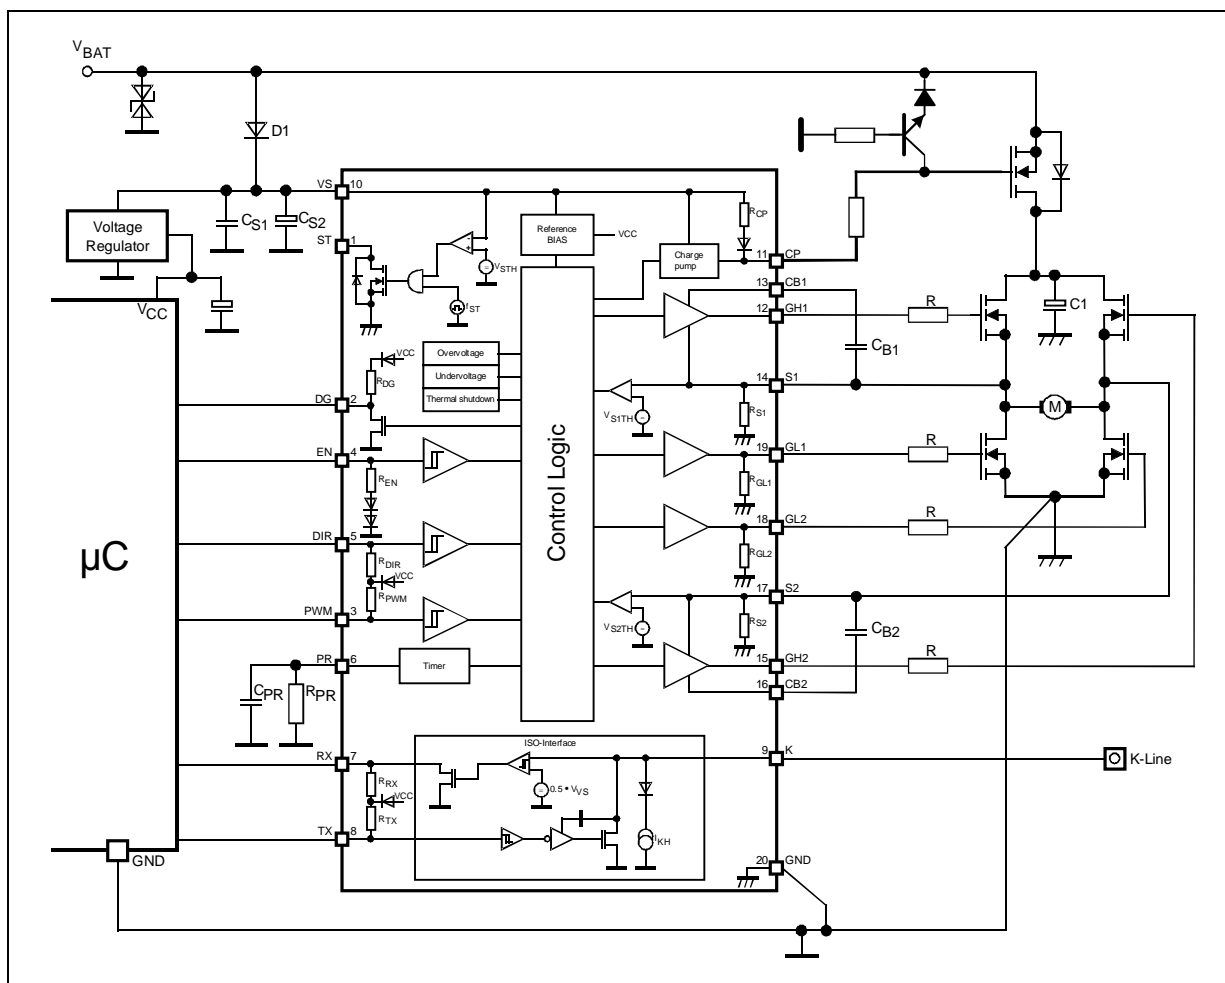 VBAT
D1
VS
10
RCP
Voltage
Regulator
CS1
CS2
ST
1
Reference
BIAS
VCC
-
+
VSTH
=
Charge
pump
11
CP
13
CB1
fST
12
GH1
R
C1
VCC
VCC
Overvoltage
RDG
Undervoltage
Thermal shutdown
CB1
14
S1
DG
2
VS1TH
RS1
M
EN
4
19
GL1
R
REN
RGL1
Control Logic
18
GL2
R
µC
DIR
5
RDIR
VCC
RPWM
RGL2
17
S2
PWM
3
VS2TH
RS2
CB2
PR
6
Timer
15
GH2
R
16
CB2
CPR
RPR
ISO-Interface
RX
7
9
K
K-Line
RRX
VCC
RTX
=
0.5 • VVS
TX
8
IKH
GND
20
GND